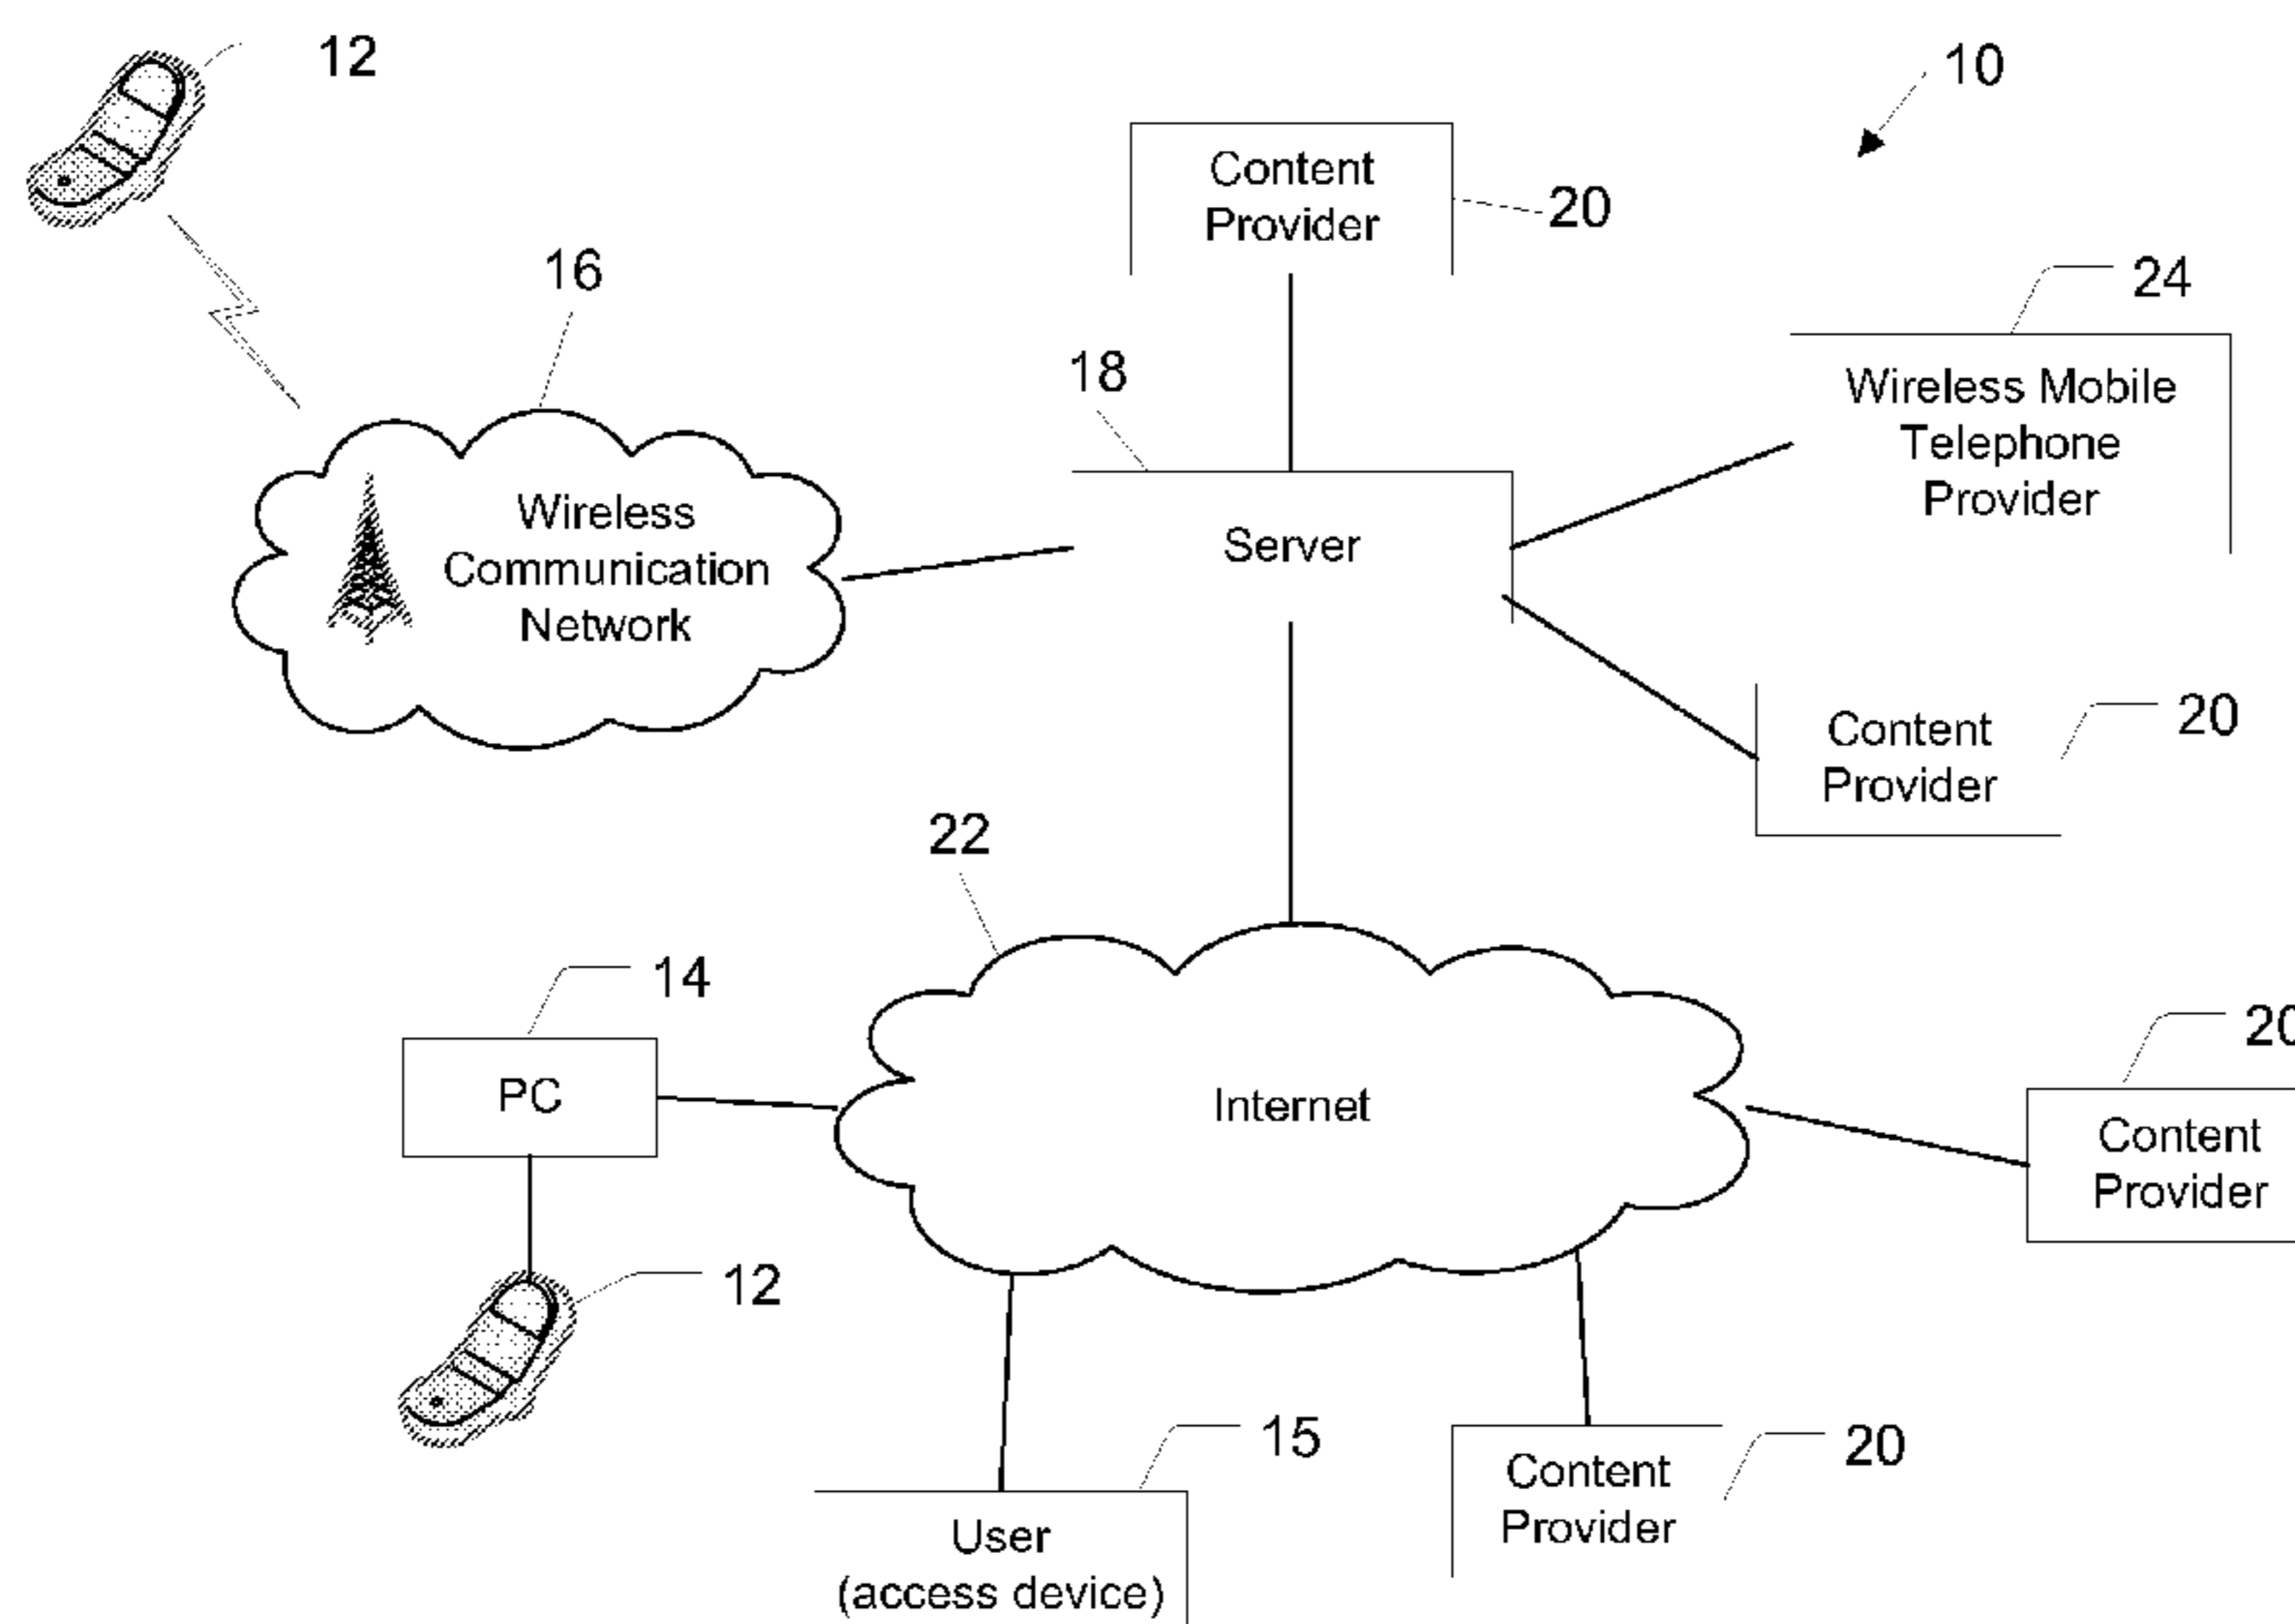 12
10
Content
Provider
20
16
24
18
Wireless Mobile
Telephone
Provider
Wireless
Communication
Network
Server
20
Content
Provider
22
14
20
PC
Internet
Content
Provider
12
15
20
Content
Provider
User
(access device)